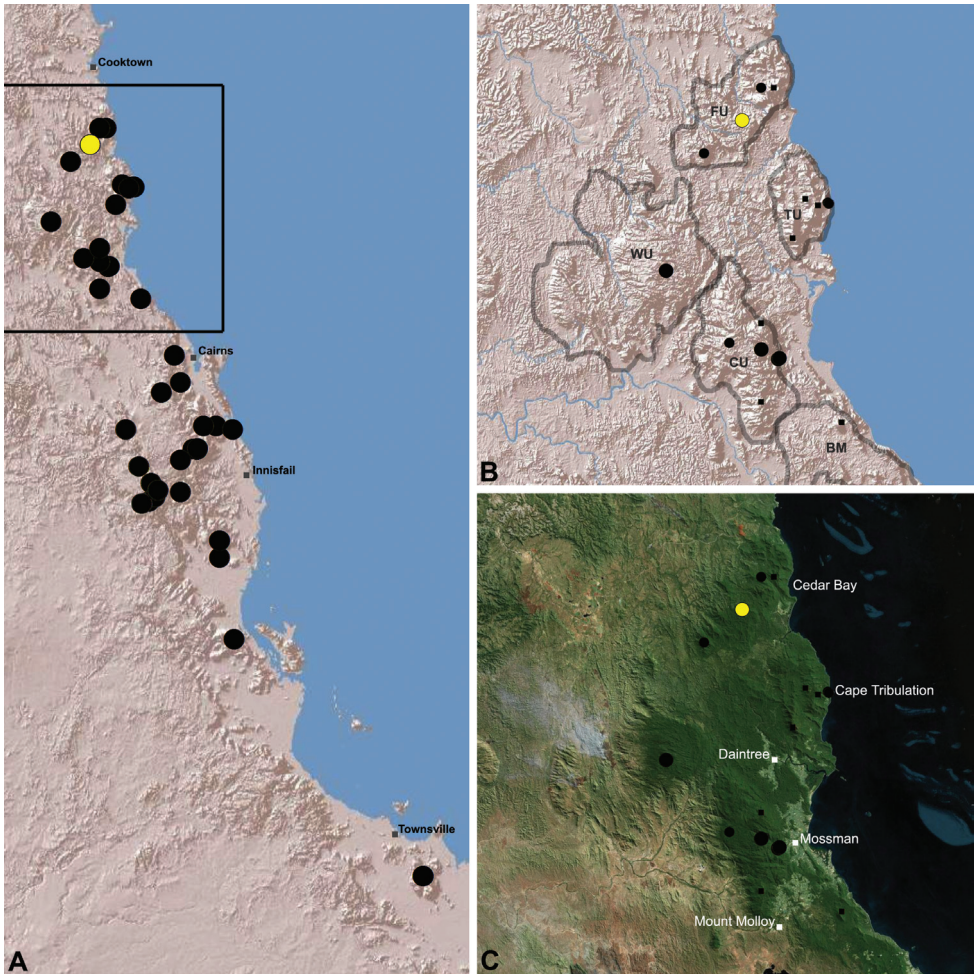 Cooktown
Cairns
Innisfail
Townsville
A
FU
TU
WU
CU
BM
B
Cedar Bay
Cape Tribulation
Daintree
Mossman
Mount Molloy
C